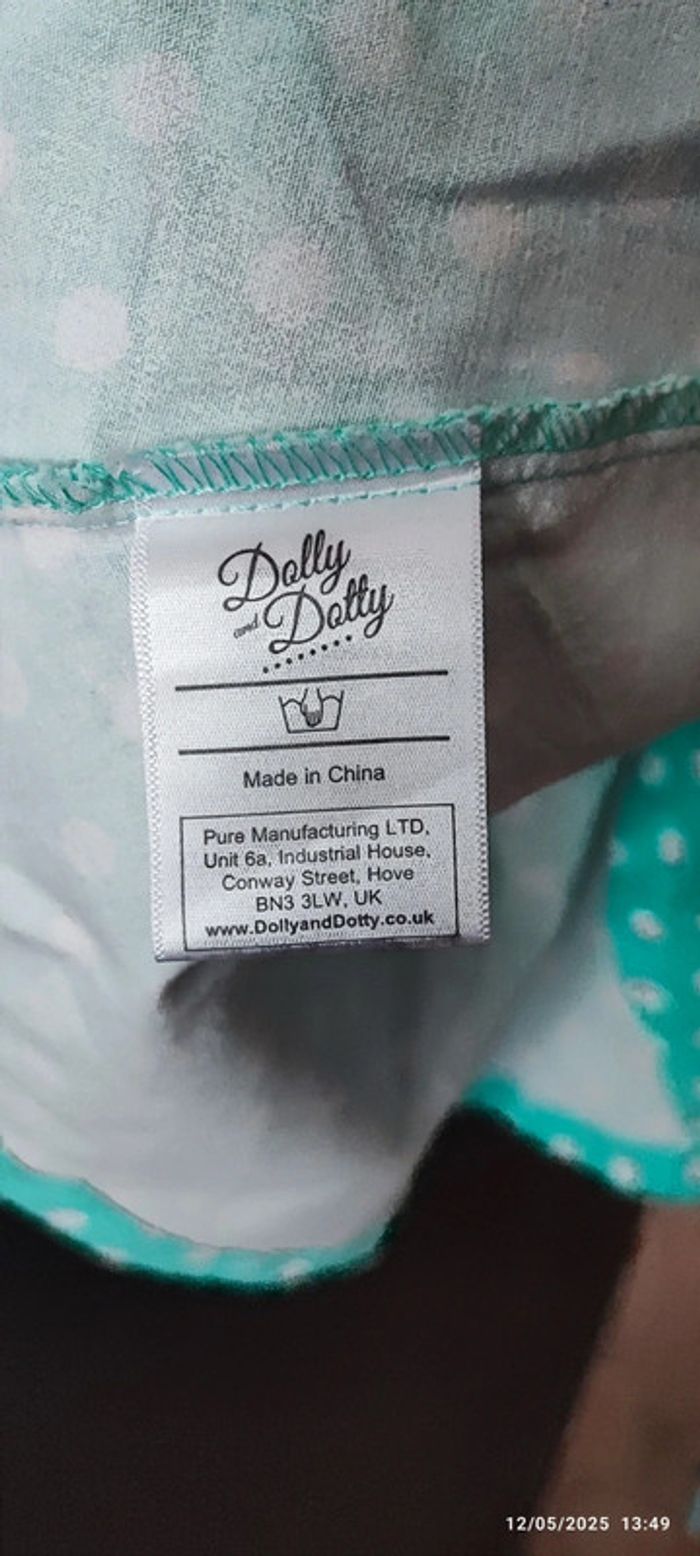 Dolly
and Dotty
Made in China
Pure Manufacturing LTD,
Unit 6a, Industrial House,
Conway Street, Hove
BN3 3LW, UK
www.DollyandDotty.co.uk
12/05/2025 13:49